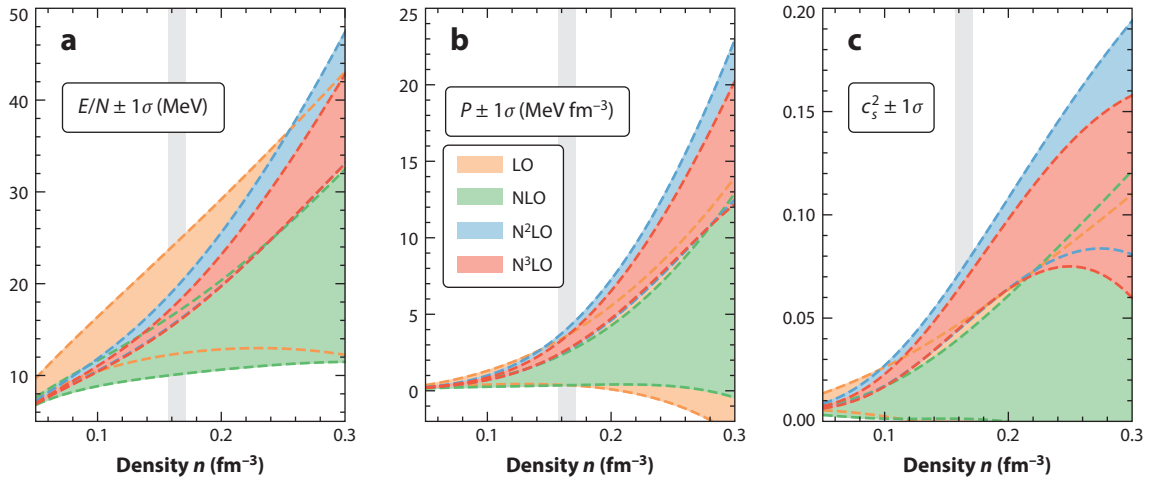 a
E/N ± 1σ (MeV)
50
40
30
20
10
0.1
0.2
0.3
Density n (fm⁻³)
b
P ± 1σ (MeV fm⁻³)
LO
NLO
N²LO
N³LO
25
20
15
10
5
0
0.1
0.2
0.3
Density n (fm⁻³)
c
cₛ² ± 1σ
0.20
0.15
0.10
0.05
0.00
0.1
0.2
0.3
Density n (fm⁻³)